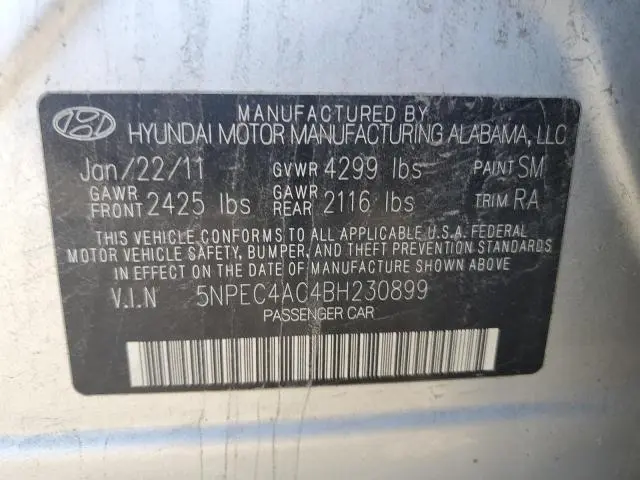 MANUFACTURED BY
HYUNDAI MOTOR MANUFACTURING ALABAMA, LLC
Jan/22/11 GVWR 4299 lbs PAINT SM
GAWR FRONT 2425 lbs GAWR REAR 2116 lbs TRIM RA
THIS VEHICLE CONFORMS TO ALL APPLICABLE U.S.A. FEDERAL
MOTOR VEHICLE SAFETY, BUMPER, AND THEFT PREVENTION STANDARDS
IN EFFECT ON THE DATE OF MANUFACTURE SHOWN ABOVE
V.I.N 5NPEC4AC4BH230899
PASSENGER CAR